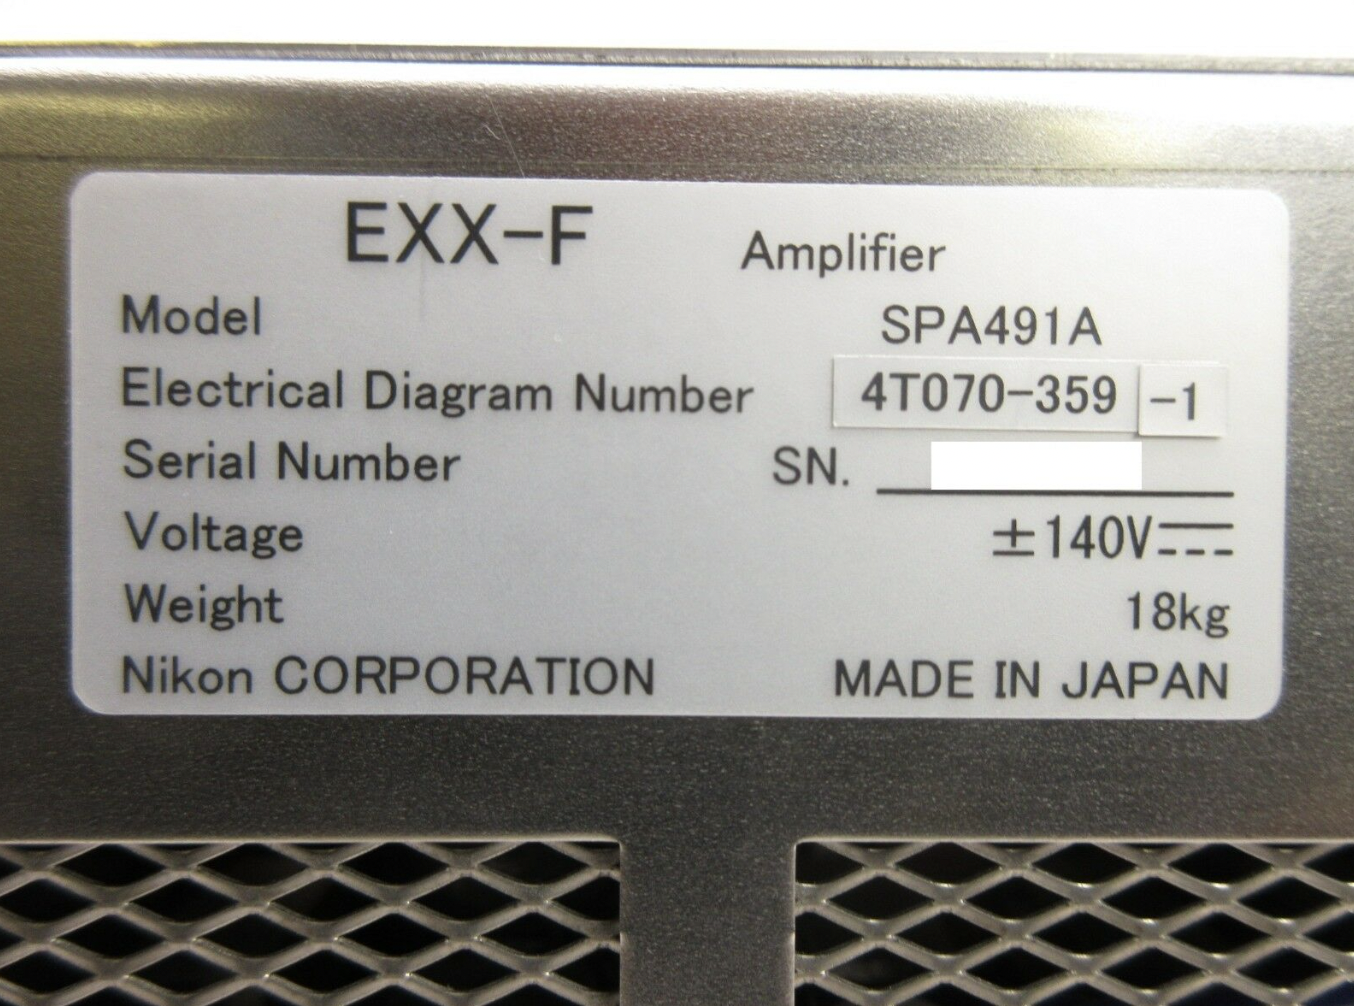 EXX-F Amplifier
Model SPA491A
Electrical Diagram Number 4T070-359 -1
Serial Number SN.
Voltage ±140V⎓
Weight 18kg
Nikon CORPORATION MADE IN JAPAN